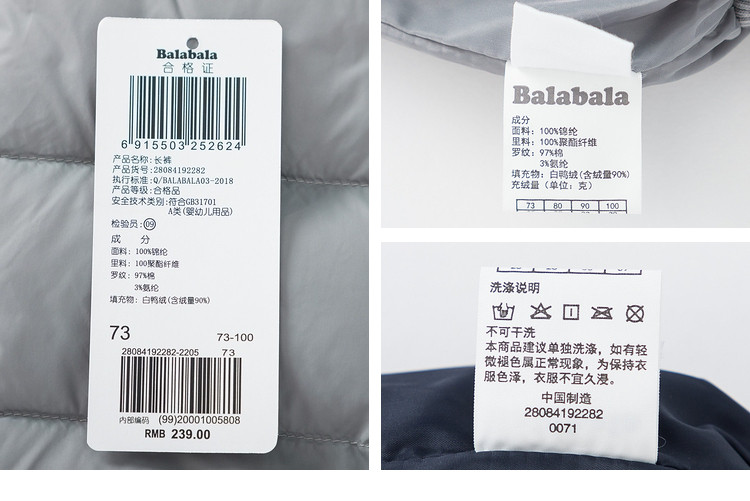 Balabala
合格证
6 915503 252624
产品名称:长裤
产品货号:28084192282
执行标准:Q/BALABALA03-2018
产品等级:合格品
安全技术类别:符合GB31701
A类(婴幼儿用品)
检验员:09
成 分
面料: 100%锦纶
里料: 100聚酯纤维
罗纹: 97%棉
3%氨纶
填充物: 白鸭绒(含绒量90%)
73 73-100
28084192282-2205 73
内部编码 (99)20001005808
RMB 239.00
Balabala
成分
面料: 100%锦纶
里料: 100%聚酯纤维
罗纹: 97%棉
3%氨纶
填充物: 白鸭绒(含绒量90%)
充绒量 (单位: 克)
73 80 90 100
洗涤说明
不可干洗
本商品建议单独洗涤，如有轻
微褪色属正常现象，为保持衣
服色泽，衣服不宜久浸。
中国制造
28084192282
0071